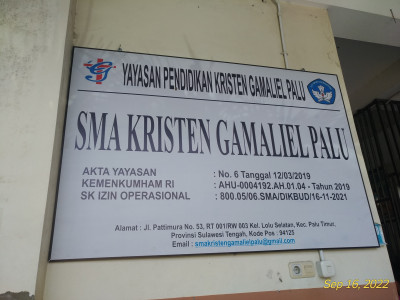 YAYASAN PENDIDIKAN KRISTEN GAMALIEL PALU
SMA KRISTEN GAMALIEL PALU
AKTA YAYASAN : No. 6 Tanggal 12/03/2019
KEMENKUMHAM RI : AHU-0004192.AH.01.04 - Tahun 2019
SK IZIN OPERASIONAL : 800.05/06.SMA/DIKBUD/16-11-2021
Alamat : Jl. Pattimura No. 53, RT 001/RW 003 Kel. Lolu Selatan, Kec. Palu Timur,
Provinsi Sulawesi Tengah, Kode Pos : 94125
Email : smakristengamalielpalu@gmail.com
Sep 16, 2022